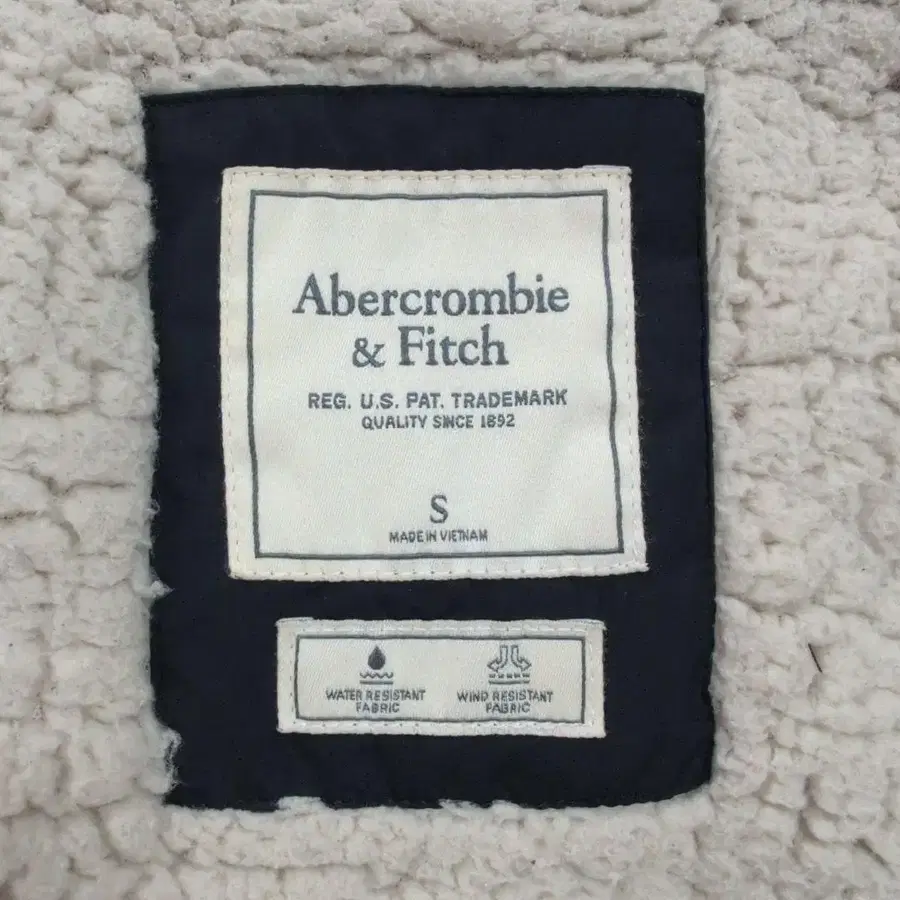 Abercrombie
& Fitch
REG. U.S. PAT. TRADEMARK
QUALITY SINCE 1892
S
MADE IN VIETNAM
WATER RESISTANT
FABRIC
WIND RESISTANT
FABRIC